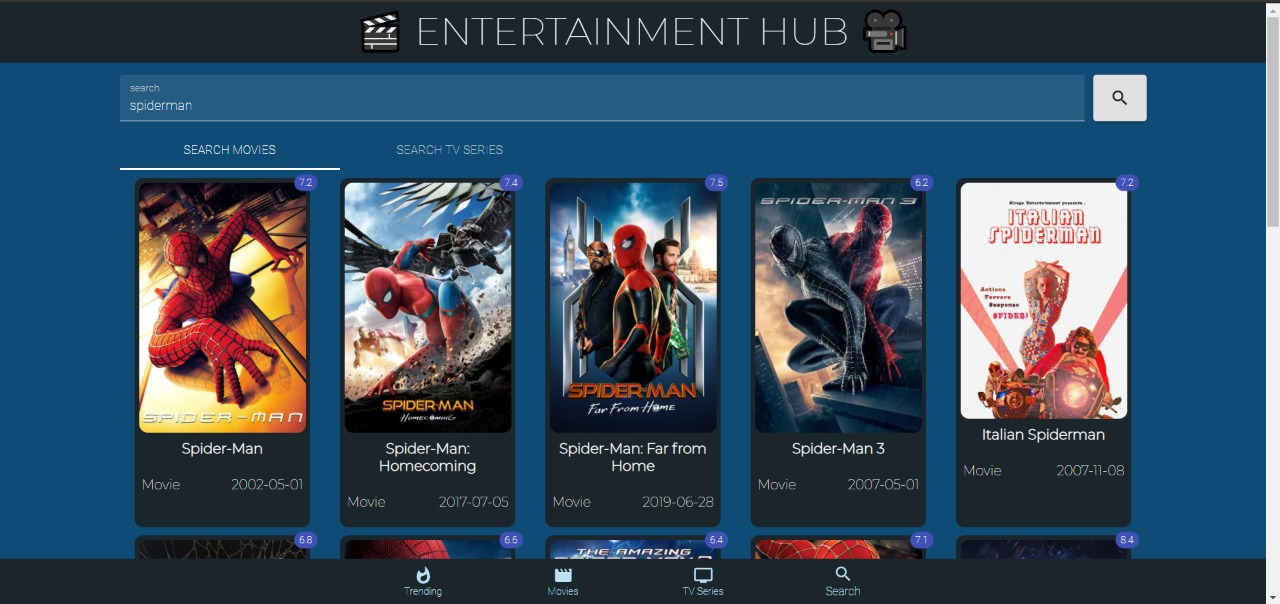 ENTERTAINMENT HUB
search
spiderman
SEARCH MOVIES
SEARCH TV SERIES
7.2
7.4
7.5
6.2
7.2
SPIDER-MAN
SPIDER-MAN
HOMECOMING
SPIDER-MAN
Far From HOME
SPIDER-MAN 3
Kirags Entertainment presents..
ITALIAN
SPIDERMAN
Actions
Terrore
Suspenso
SPIDER!
Spider-Man
Spider-Man:
Homecoming
Spider-Man: Far from
Home
Spider-Man 3
Italian Spiderman
Movie
2002-05-01
Movie
2017-07-05
Movie
2019-06-28
Movie
2007-05-01
Movie
2007-11-08
6.8
6.6
6.4
7.1
8.4
THE AMAZING
Trending
Movies
TV Series
Search